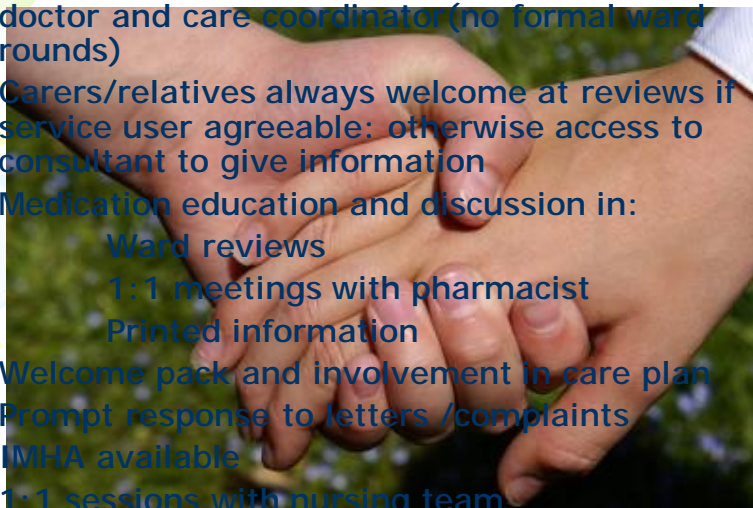 doctor and care coordinator(no formal ward
rounds)
Carers/relatives always welcome at reviews if
service user agreeable: otherwise access to
consultant to give information
Medication education and discussion in:
Ward reviews
1:1 meetings with pharmacist
Printed information
Welcome pack and involvement in care plan
Prompt response to letters /complaints
IMHA available
1:1 sessions with nursing team